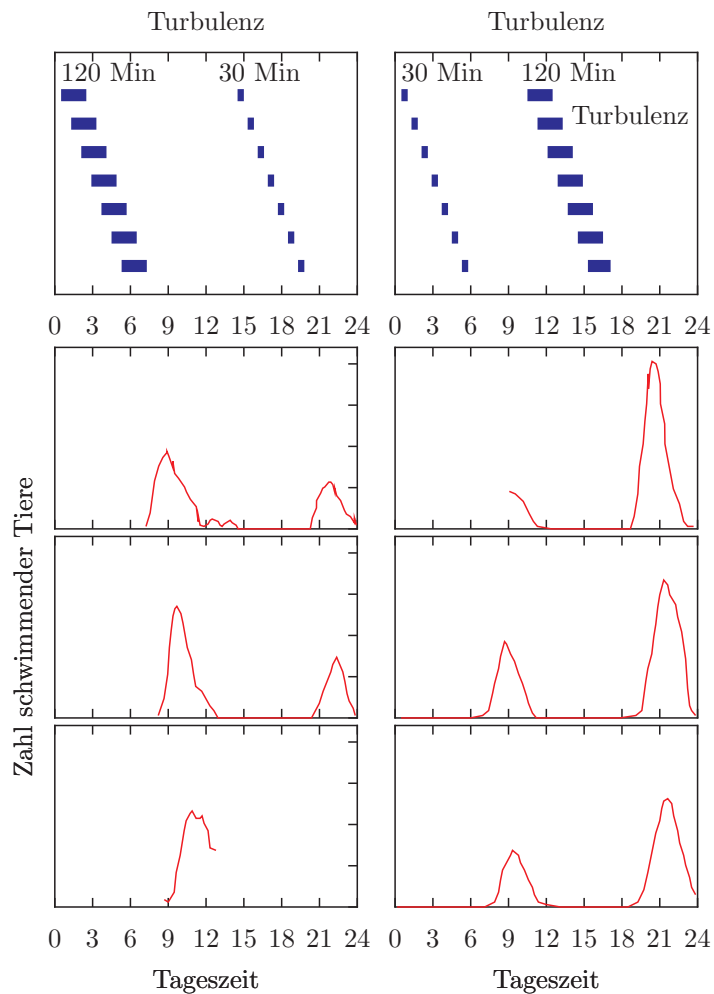 Turbulenz Turbulenz
120 Min 30 Min 30 Min 120 Min
Turbulenz
0 3 6 9 12 15 18 21 24 0 3 6 9 12 15 18 21 24
Zahl schwimmender Tiere
0 3 6 9 12 15 18 21 24 0 3 6 9 12 15 18 21 24
Tageszeit Tageszeit